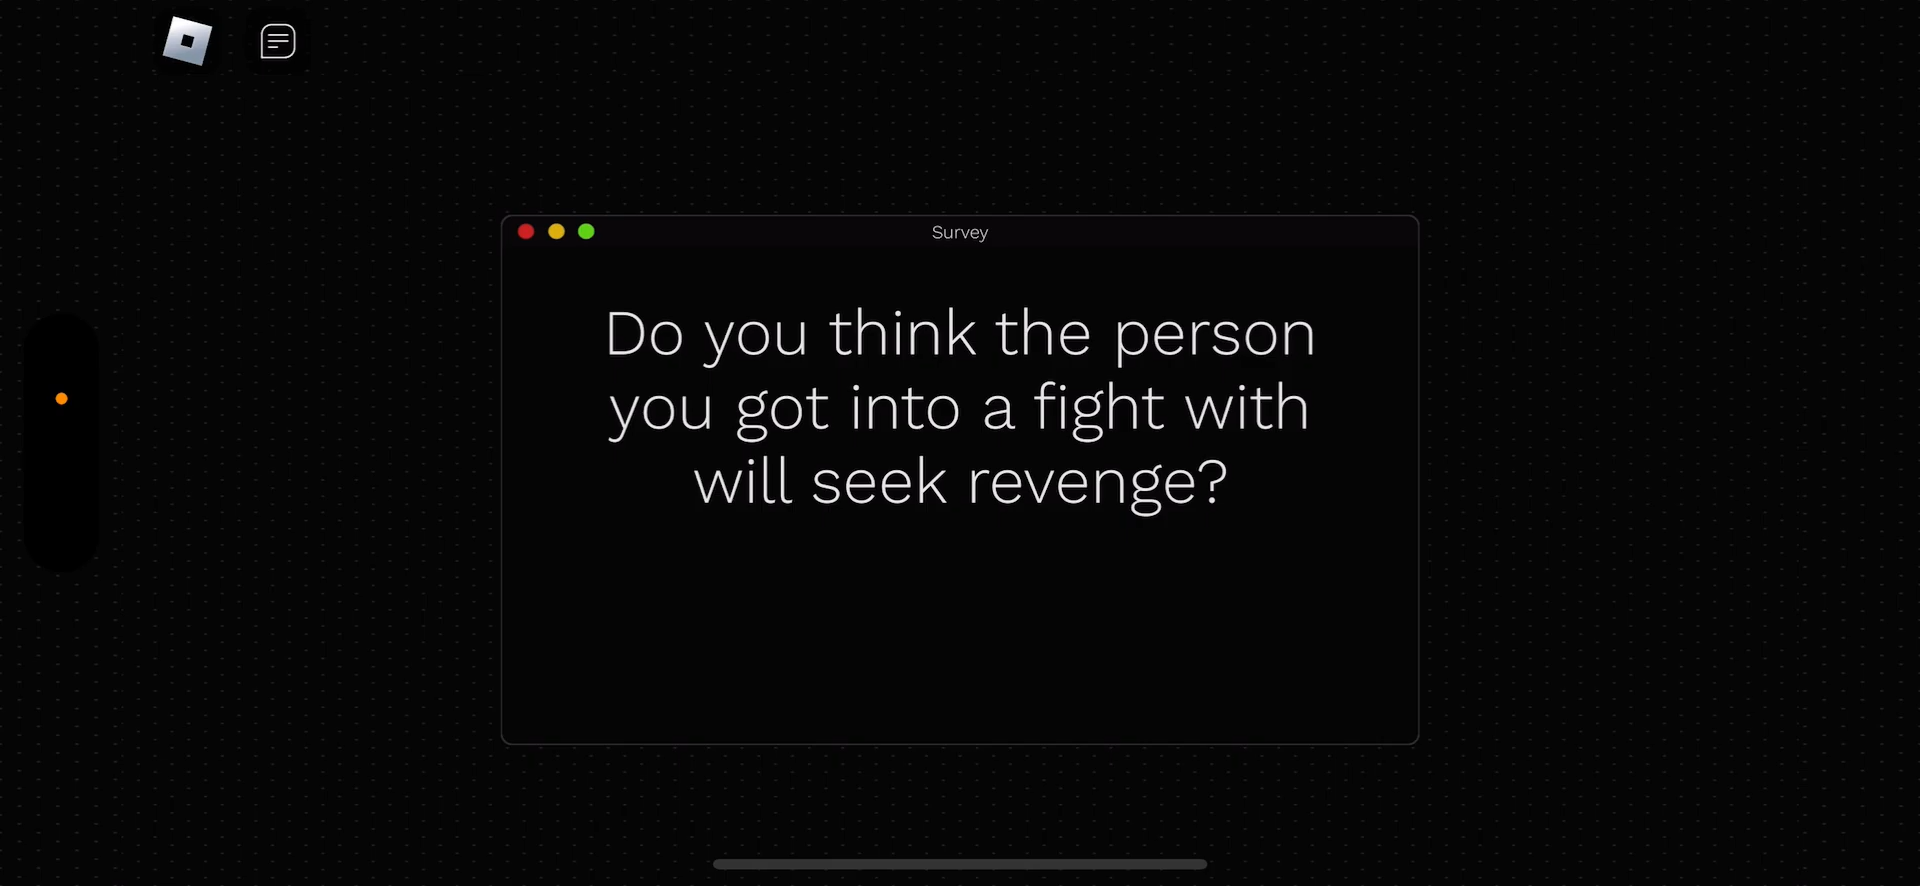 Survey
Do you think the person
you got into a fight with
will seek revenge?